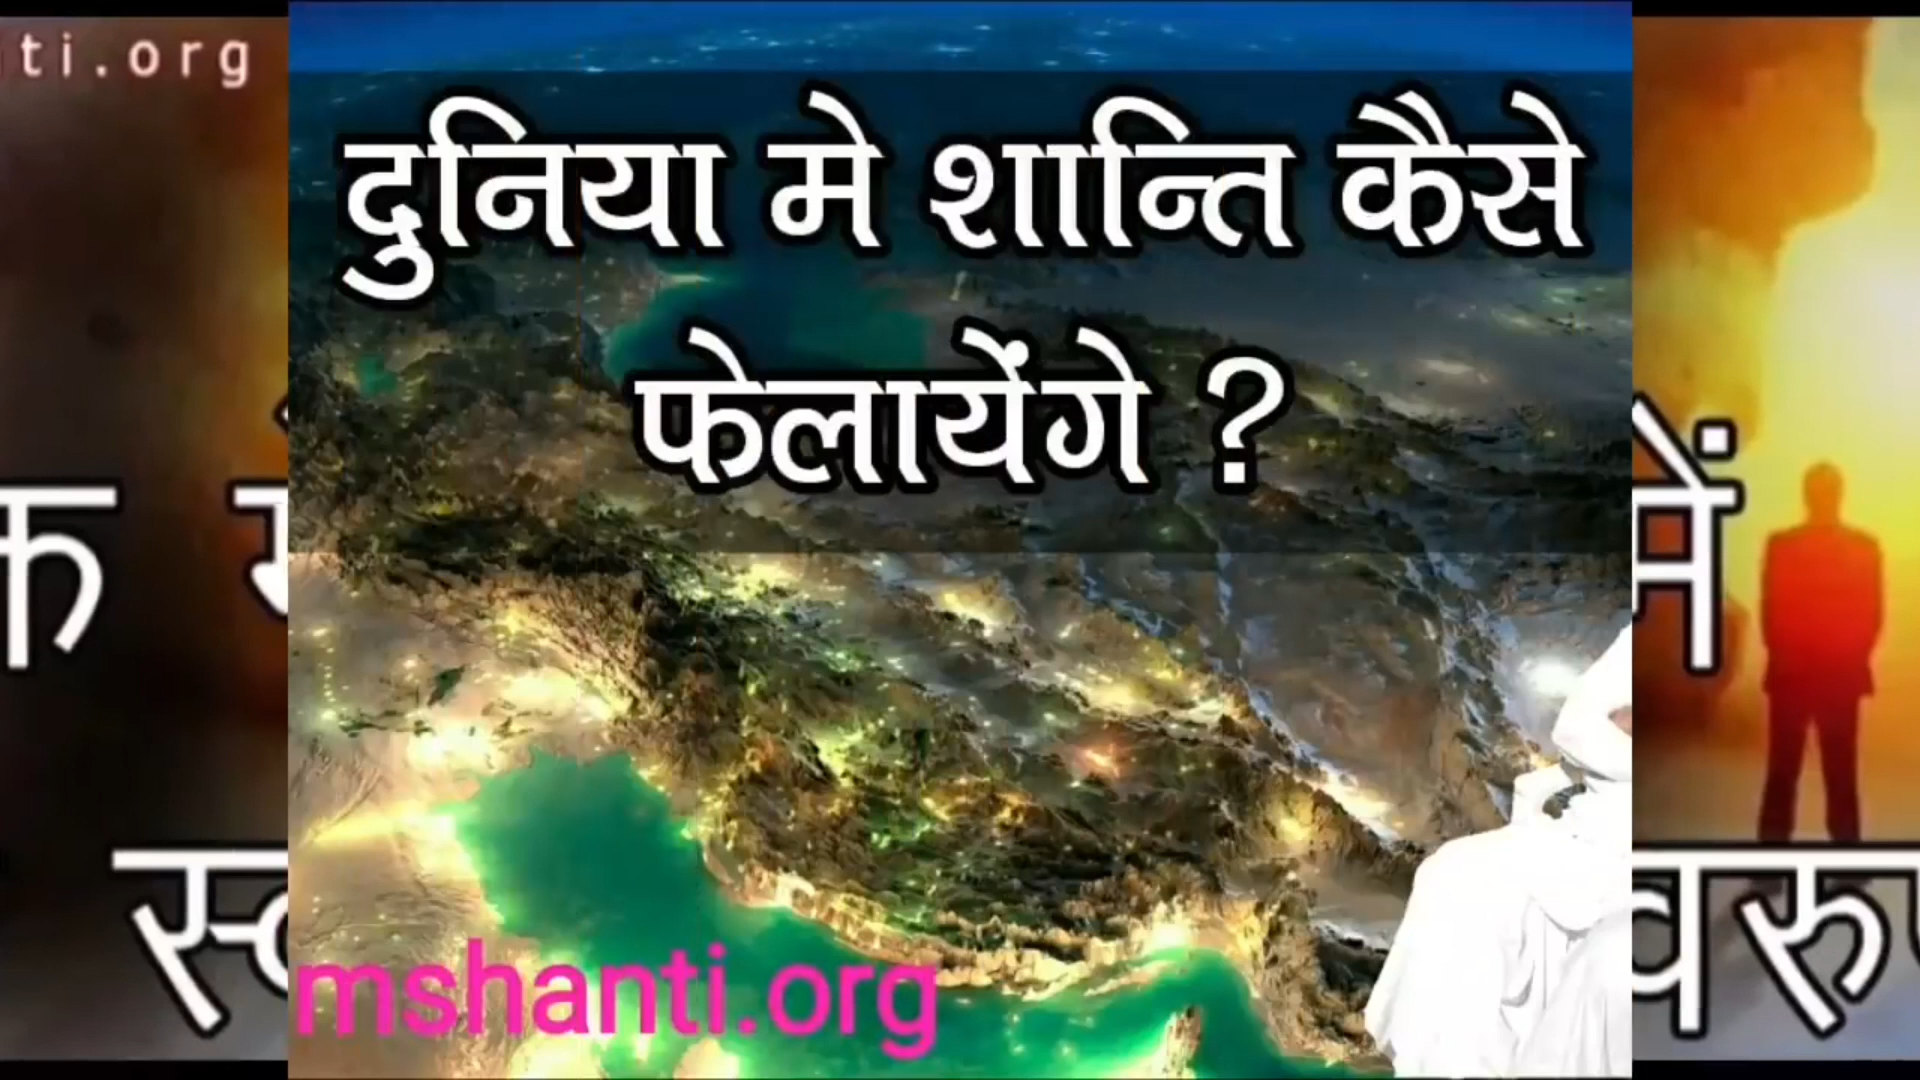 ti.org
दुनिया मे शान्ति कैसे
फेलायेंगे ?
में
mshanti.org